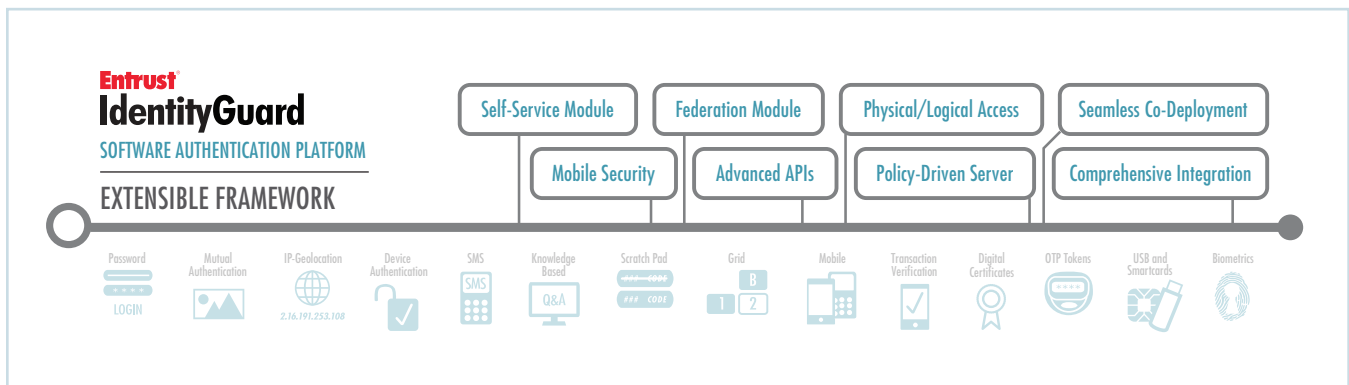 Entrust®
IdentityGuard
SOFTWARE AUTHENTICATION PLATFORM
EXTENSIBLE FRAMEWORK
Self-Service Module
Federation Module
Physical/Logical Access
Seamless Co-Deployment
Mobile Security
Advanced APIs
Policy-Driven Server
Comprehensive Integration
Password
LOGIN
Mutual
Authentication
IP-Geolocation
2.16.191.253.108
Device
Authentication
SMS
SMS
Knowledge
Based
Q&A
Scratch Pad
### CODE
### CODE
Grid
B
1
2
Mobile
Transaction
Verification
Digital
Certificates
OTP Tokens
****
USB and
Smartcards
Biometrics